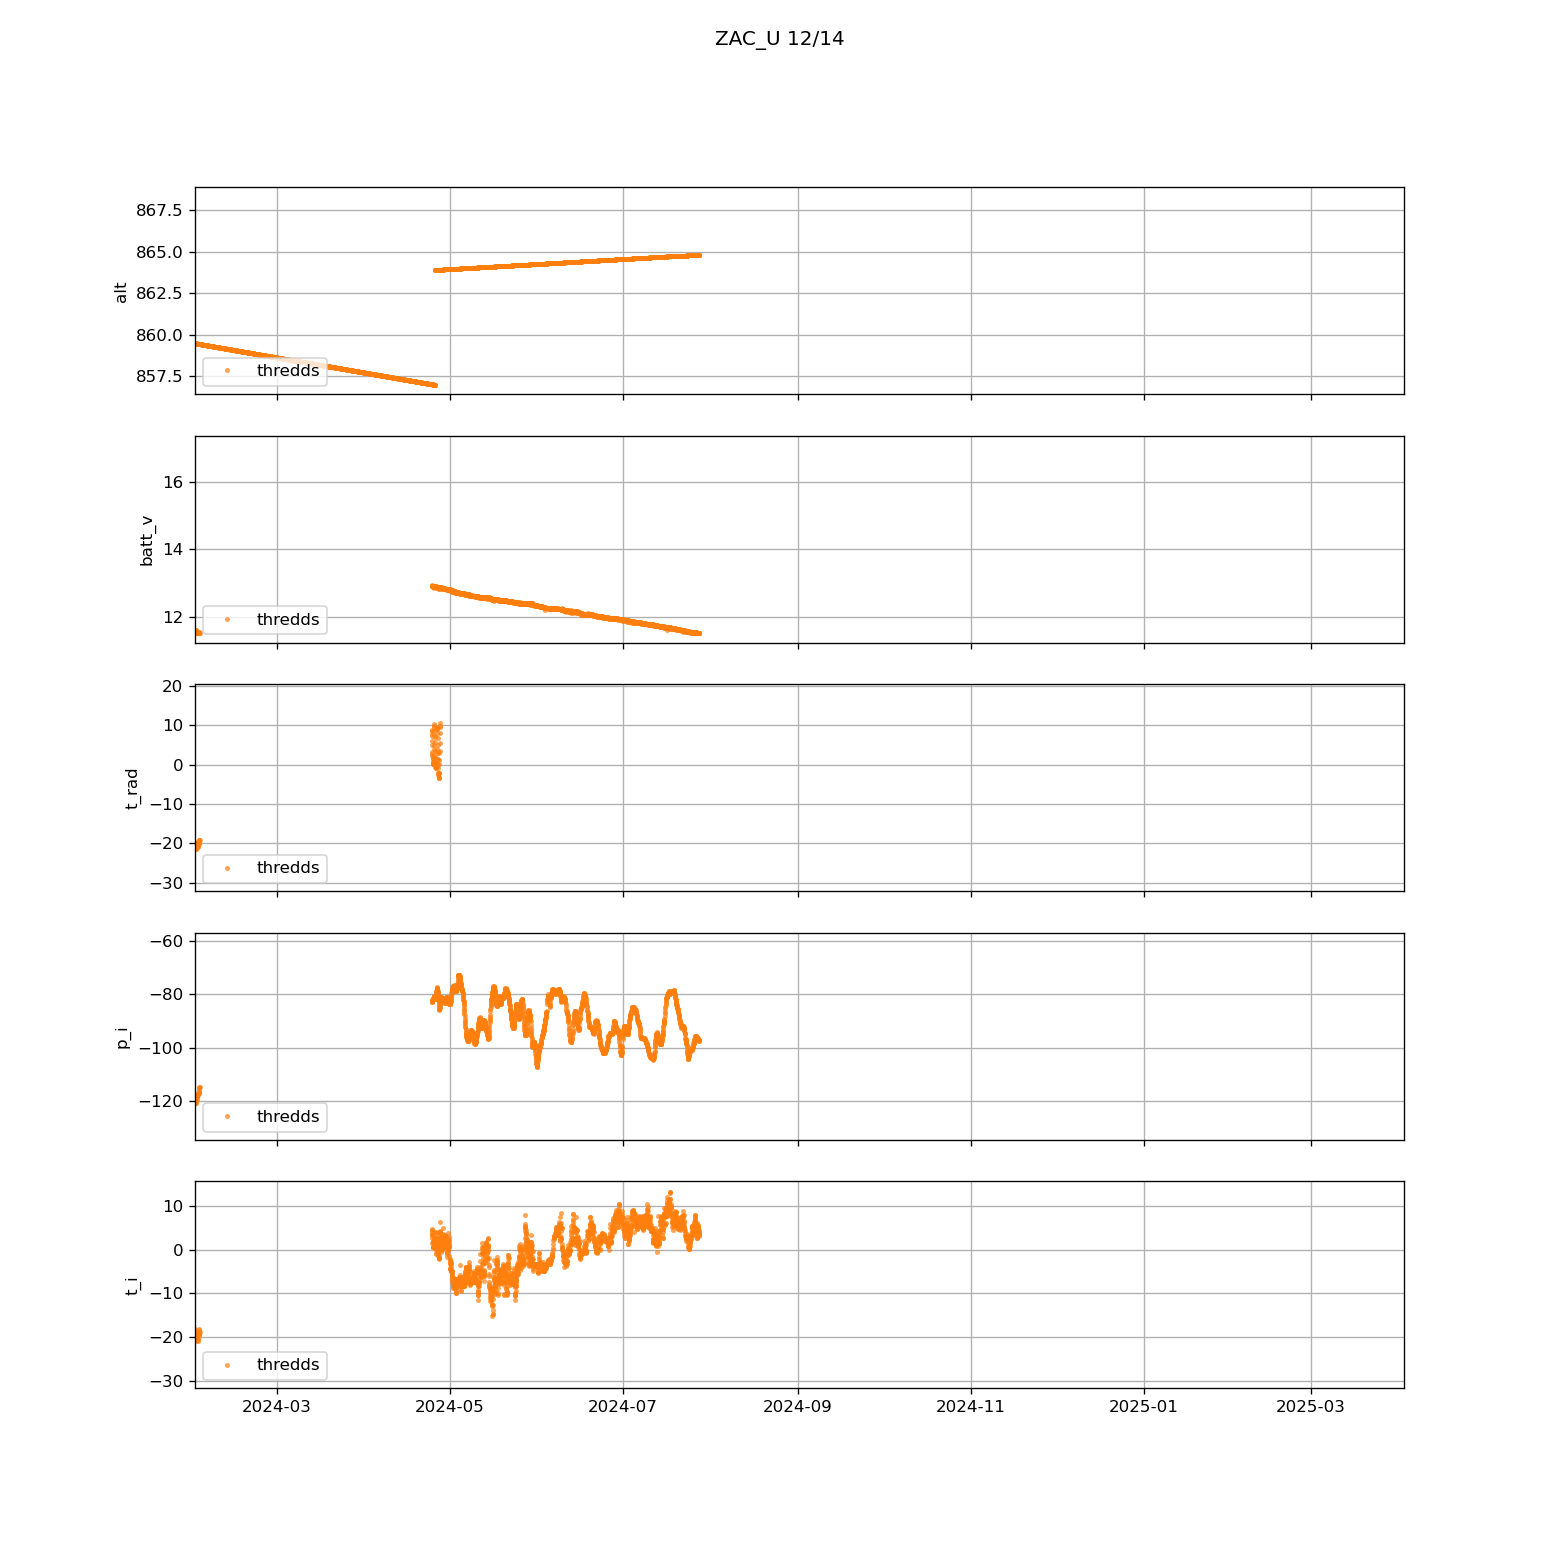 ZAC_U 12/14
867.5
865.0
862.5
860.0
857.5
alt
thredds
16
14
12
batt_v
thredds
20
10
0
−10
−20
−30
t_rad
thredds
−60
−80
−100
−120
p_i
thredds
10
0
−10
−20
−30
t_i
thredds
2024-03 2024-05 2024-07 2024-09 2024-11 2025-01 2025-03